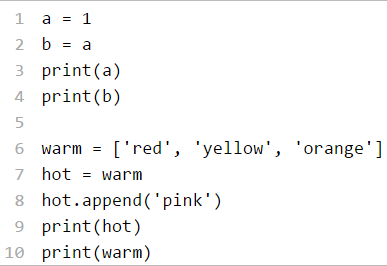 1 a = 1
2 b = a
3 print(a)
4 print(b)
5
6 warm = ['red', 'yellow', 'orange']
7 hot = warm
8 hot.append('pink')
9 print(hot)
10 print(warm)